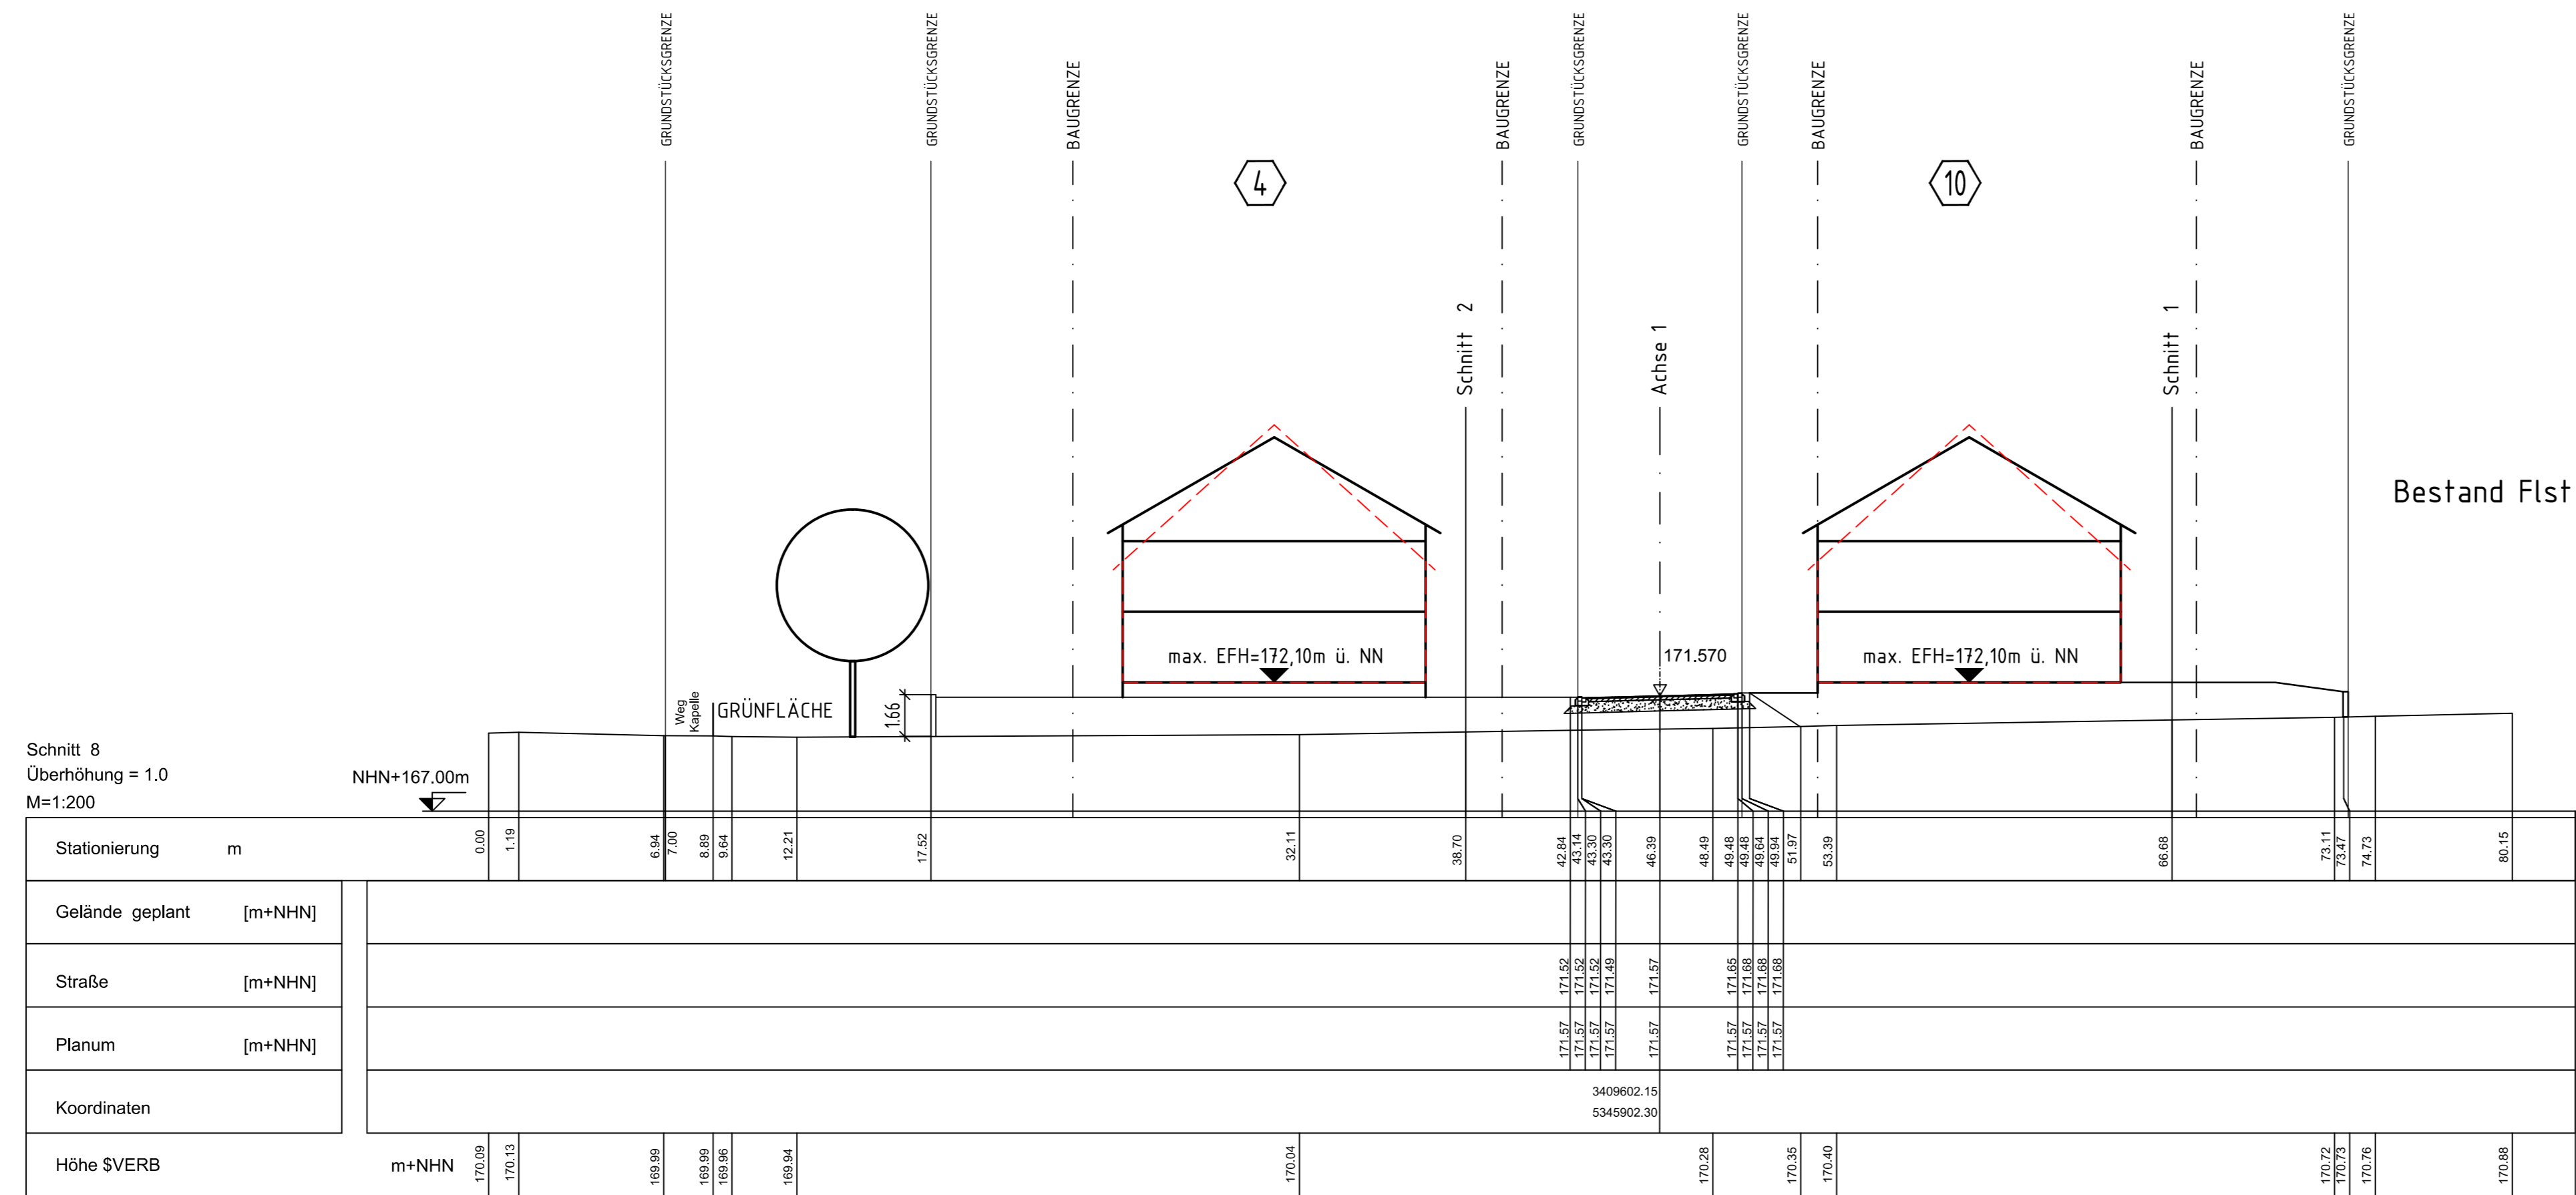 GRUNDSTÜCKSGRENZE
GRUNDSTÜCKSGRENZE
BAUGRENZE
BAUGRENZE
GRUNDSTÜCKSGRENZE
GRUNDSTÜCKSGRENZE
BAUGRENZE
BAUGRENZE
GRUNDSTÜCKSGRENZE
4
10
Schnitt 2
Achse 1
Schnitt 1
Bestand Flst
max. EFH=172,10m ü. NN
171.570
max. EFH=172,10m ü. NN
Weg
Kapelle
GRÜNFLÄCHE
1.66
Schnitt 8
Überhöhung = 1.0
M=1:200
NHN+167.00m
Stationierung m
0.00
1.19
6.94
7.00
8.89
9.64
12.21
17.52
32.11
38.70
42.84
43.14
43.30
43.30
46.39
48.49
49.48
49.48
49.64
49.94
51.97
53.39
66.68
73.11
73.47
74.73
80.15
Gelände geplant [m+NHN]
Straße [m+NHN]
171.52
171.52
171.52
171.49
171.57
171.65
171.68
171.68
171.68
Planum [m+NHN]
171.57
171.57
171.57
171.57
171.57
171.57
171.57
171.57
171.57
Koordinaten
3409602.15
5345902.30
Höhe $VERB m+NHN
170.09
170.13
169.99
169.99
169.96
169.94
170.04
170.28
170.35
170.40
170.72
170.73
170.76
170.88